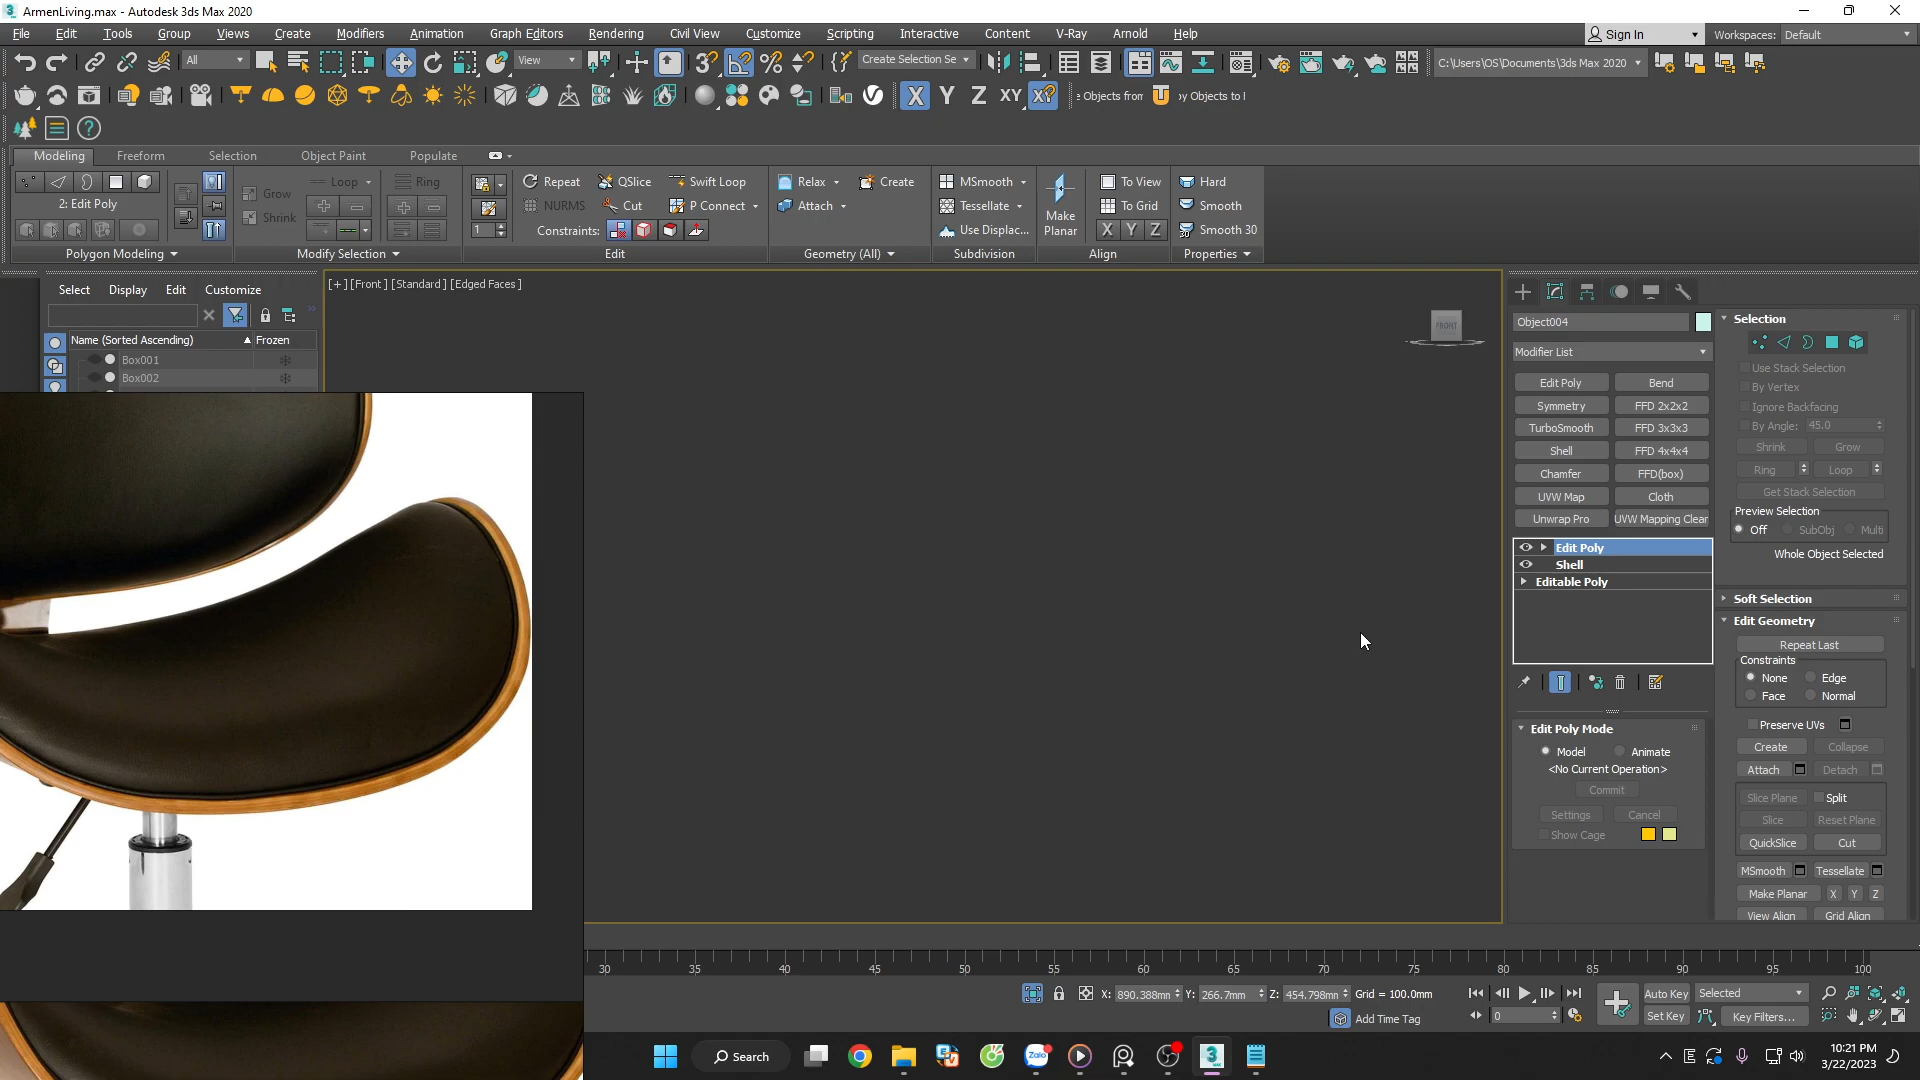 ArmenLiving.max - Autodesk 3ds Max 2020
File Edit Tools Group Views Create Modifiers Animation Graph Editors Rendering Civil View Customize Scripting Interactive Content V-Ray Arnold Help Sign In Workspaces: Default
All View Create Selection Se C:\Users\OS\Documents\3ds Max 2020
X Y Z XY XY Objects from by Objects to I
Modeling Freeform Selection Object Paint Populate
Loop Ring Repeat QSlice Swift Loop Relax Create MSmooth To View Hard
2: Edit Poly Grow NURMS Cut P Connect Attach Tessellate Make Planar To Grid Smooth
Shrink 1 Constraints: Use Displac... X Y Z Smooth 30
Polygon Modeling Modify Selection Edit Geometry (All) Subdivision Align Properties
Select Display Edit Customize
[+] [Front] [Standard] [Edged Faces]
FRONT
Name (Sorted Ascending) Frozen
Box001
Box002
Object004
Modifier List
Edit Poly Bend
Symmetry FFD 2x2x2
TurboSmooth FFD 3x3x3
Shell FFD 4x4x4
Chamfer FFD(box)
UVW Map Cloth
Unwrap Pro UVW Mapping Clear
Edit Poly
Shell
Editable Poly
Edit Poly Mode
Model Animate
<No Current Operation>
Commit
Settings Cancel
Show Cage
Selection
Use Stack Selection
By Vertex
Ignore Backfacing
By Angle: 45.0
Shrink Grow
Ring Loop
Get Stack Selection
Preview Selection
Off SubObj Multi
Whole Object Selected
Soft Selection
Edit Geometry
Repeat Last
Constraints
None Edge
Face Normal
Preserve UVs
Create Collapse
Attach Detach
Slice Plane Split
Slice Reset Plane
QuickSlice Cut
MSmooth Tessellate
Make Planar X Y Z
View Align Grid Align
30 35 40 45 50 55 60 65 70 75 80 85 90 95 100
X: 890.388mm Y: 266.7mm Z: 454.798mm Grid = 100.0mm
Add Time Tag
0
Auto Key Selected
Set Key Key Filters...
Search
Zalo
3
10:21 PM
3/22/2023